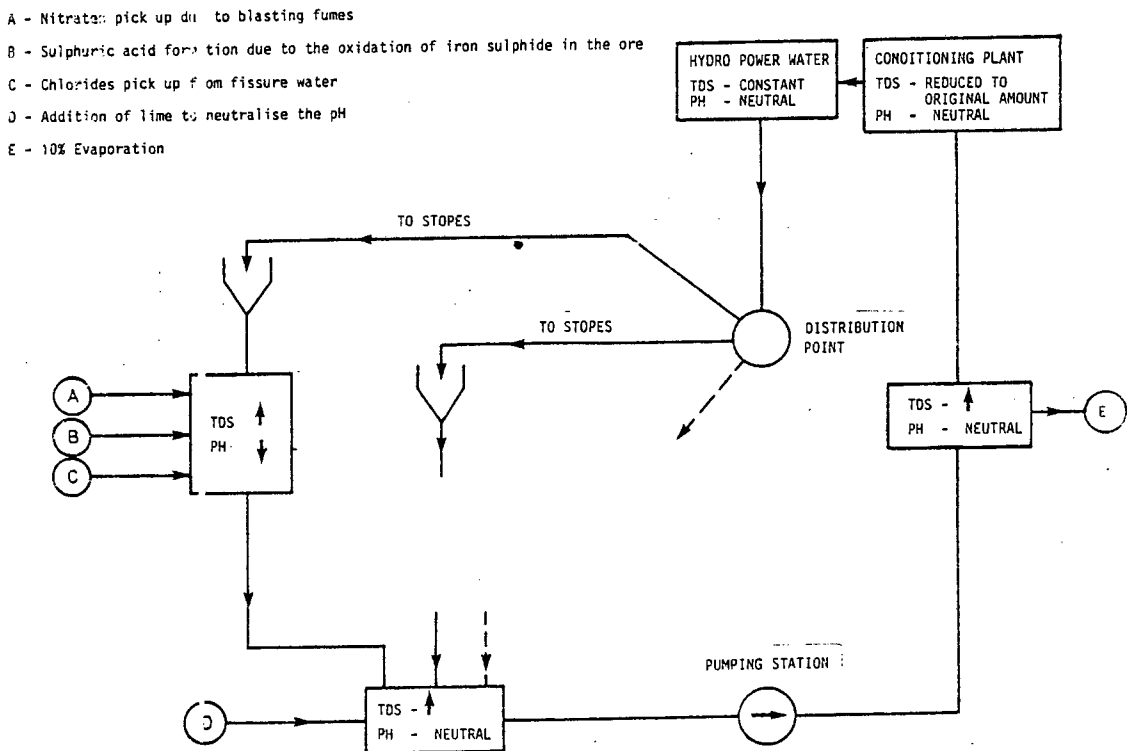 A - Nitrates pick up due to blasting fumes
B - Sulphuric acid formation due to the oxidation of iron sulphide in the ore
C - Chlorides pick up from fissure water
D - Addition of lime to neutralise the pH
E - 10% Evaporation
HYDRO POWER WATER
TDS - CONSTANT
PH - NEUTRAL
CONOITIONING PLANT
TDS - REDUCED TO
ORIGINAL AMOUNT
PH - NEUTRAL
TO STOPES
TO STOPES
DISTRIBUTION
POINT
A
B
C
TDS ↑
PH ↓
TDS - ↑
PH - NEUTRAL
E
PUMPING STATION
D
TDS - ↑
PH - NEUTRAL